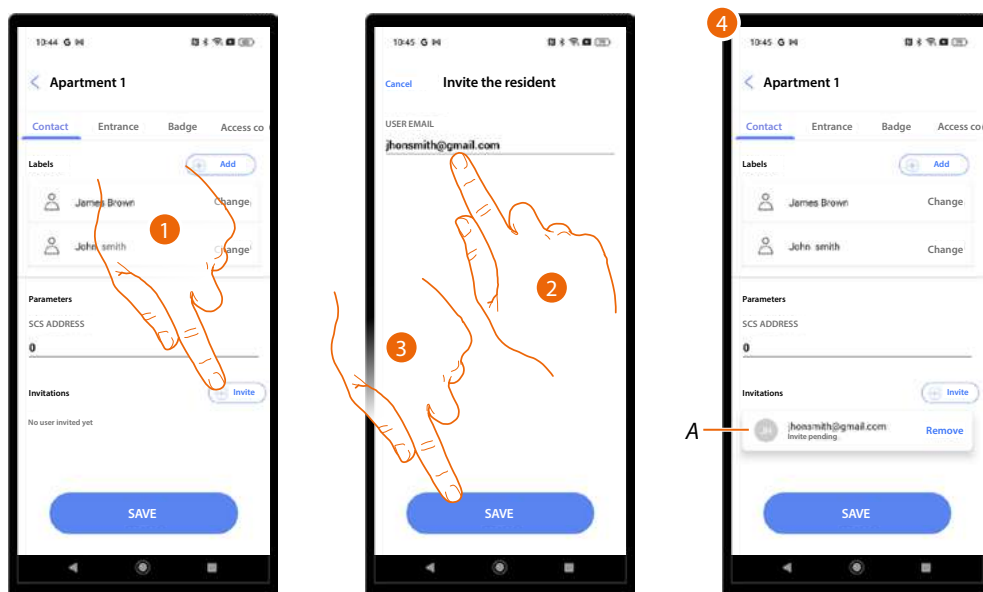 10:44 G
Apartment 1
Contact Entrance Badge Access co
Labels
Add
James Brown
Change
John smith
Change
1
Parameters
SCS ADDRESS
0
Invitations
Invite
No user invited yet
SAVE
10:45 G
Cancel Invite the resident
USER EMAIL
jhonsmith@gmail.com
2
3
SAVE
4
10:45 G
Apartment 1
Contact Entrance Badge Access co
Labels
Add
James Brown
Change
John smith
Change
Parameters
SCS ADDRESS
0
Invitations
Invite
A
JH
jhonsmith@gmail.com
Invite pending
Remove
SAVE